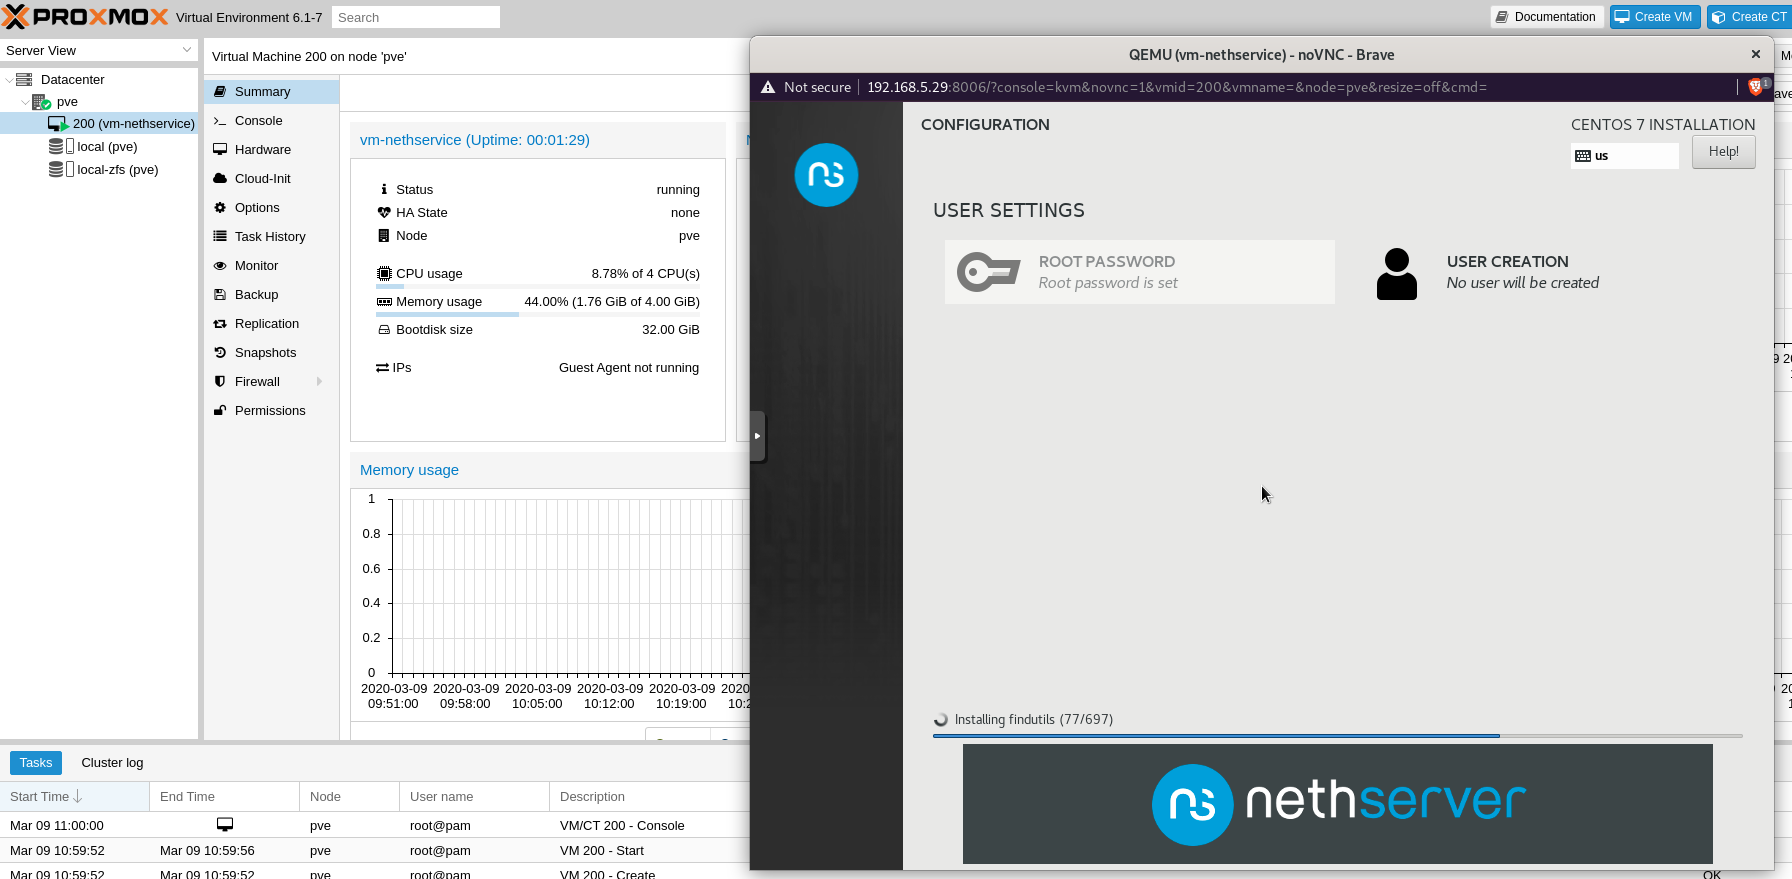 PROXMOX Virtual Environment 6.1-7 Search
Documentation Create VM Create CT
Server View
Datacenter
pve
200 (vm-nethservice)
local (pve)
local-zfs (pve)
Virtual Machine 200 on node 'pve'
Summary
Console
Hardware
Cloud-Init
Options
Task History
Monitor
Backup
Replication
Snapshots
Firewall
Permissions
vm-nethservice (Uptime: 00:01:29)
Status running
HA State none
Node pve
CPU usage 8.78% of 4 CPU(s)
Memory usage 44.00% (1.76 GiB of 4.00 GiB)
Bootdisk size 32.00 GiB
IPs Guest Agent not running
Memory usage
1
0.8
0.6
0.4
0.2
0
2020-03-09 2020-03-09 2020-03-09 2020-03-09 2020-03-09
09:51:00 09:58:00 10:05:00 10:12:00 10:19:00
QEMU (vm-nethservice) - noVNC - Brave
Not secure 192.168.5.29:8006/?console=kvm&novnc=1&vmid=200&vmname=&node=pve&resize=off&cmd= 1
ns
CONFIGURATION
CENTOS 7 INSTALLATION
us Help!
USER SETTINGS
ROOT PASSWORD
Root password is set
USER CREATION
No user will be created
Installing findutils (77/697)
ns nethserver
Tasks Cluster log
Start Time End Time Node User name Description
Mar 09 11:00:00 pve root@pam VM/CT 200 - Console
Mar 09 10:59:52 Mar 09 10:59:56 pve root@pam VM 200 - Start
Mar 09 10:59:52 Mar 09 10:59:52 pve root@pam VM 200 - Create OK